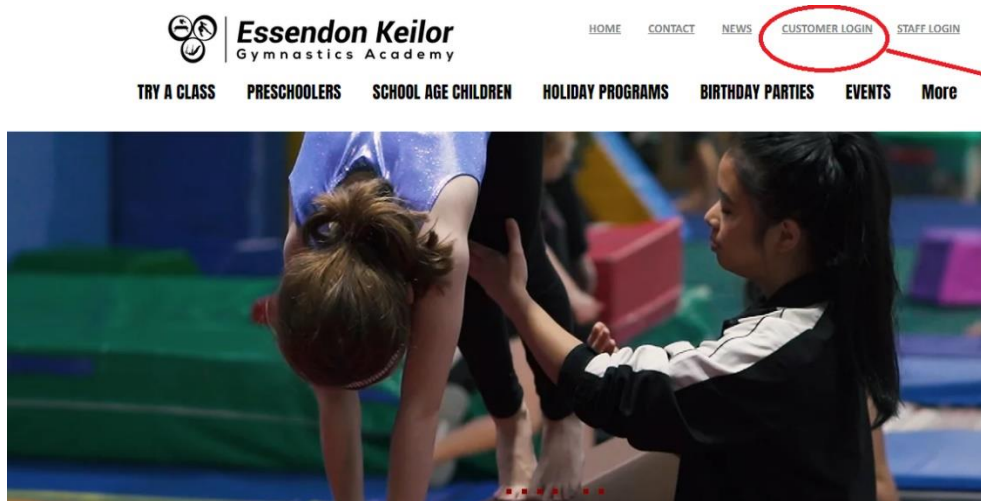 Essendon Keilor
Gymnastics Academy
HOME CONTACT NEWS CUSTOMER LOGIN STAFF LOGIN
TRY A CLASS PRESCHOOLERS SCHOOL AGE CHILDREN HOLIDAY PROGRAMS BIRTHDAY PARTIES EVENTS More